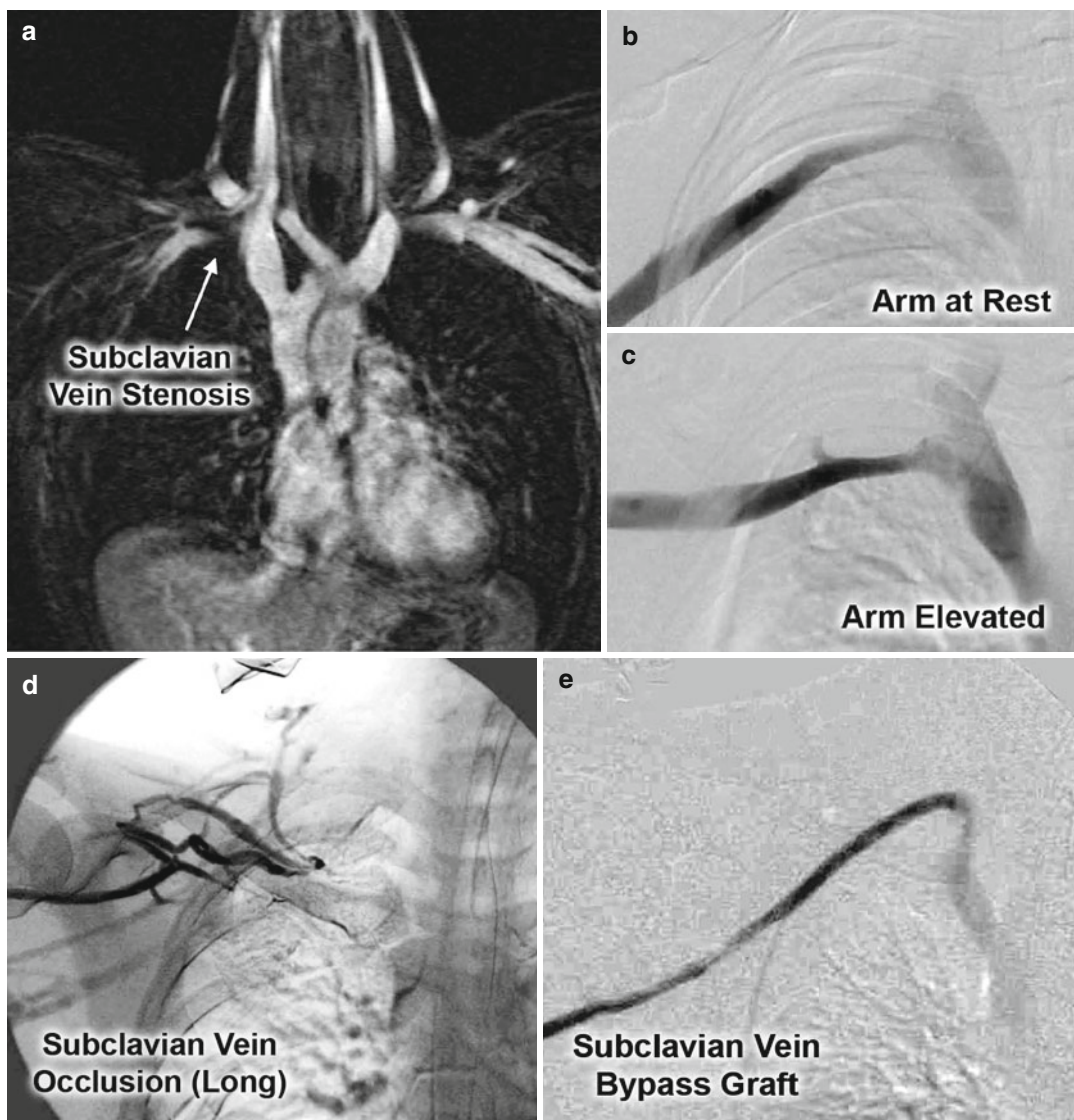 a
Subclavian
Vein Stenosis
b
Arm at Rest
c
Arm Elevated
d
Subclavian Vein
Occlusion (Long)
e
Subclavian Vein
Bypass Graft